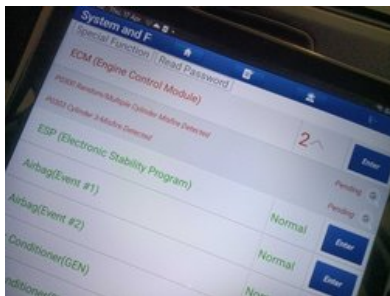 System and F
Special Function Read Password
ECM (Engine Control Module)
2
Enter
P0300 Random/Multiple Cylinder Misfire Detected
Pending
P0303 Cylinder 3 Misfire Detected
Pending
ESP (Electronic Stability Program)
Normal
Enter
Airbag(Event #1)
Normal
Enter
Airbag(Event #2)
Conditioner(GEN)